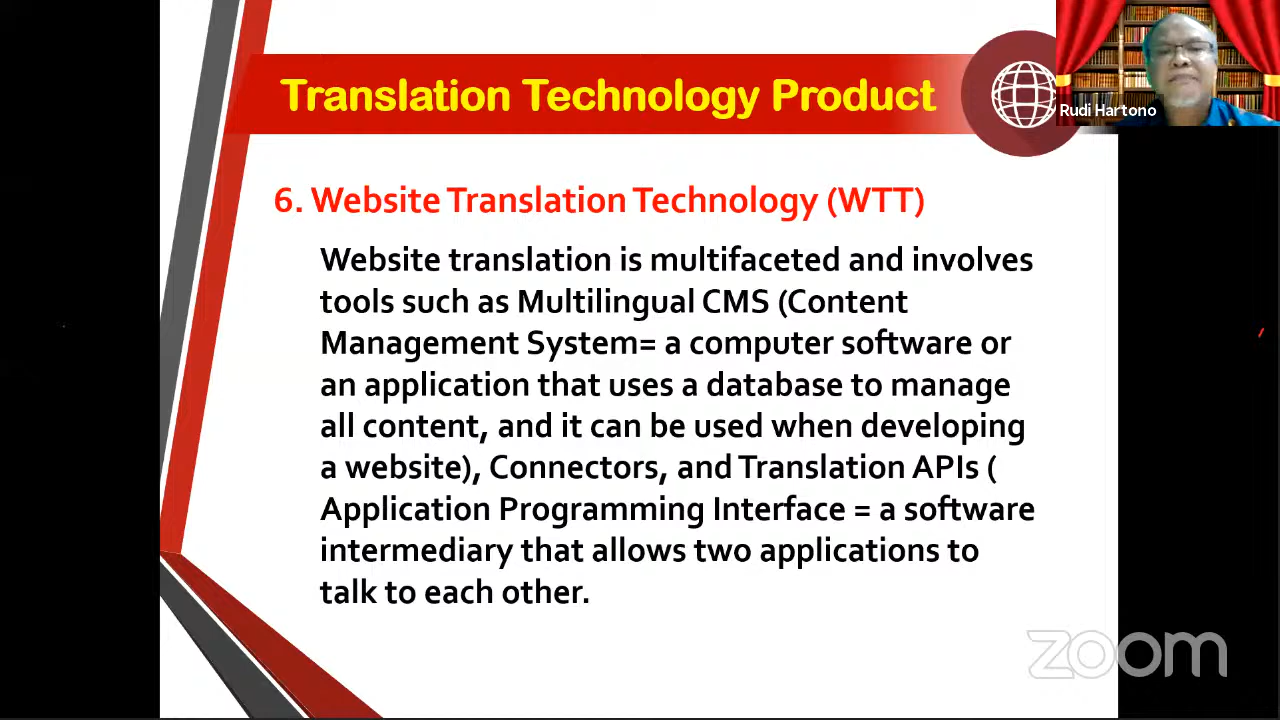 Translation Technology Product
Rudi Hartono
6. Website Translation Technology (WTT)
Website translation is multifaceted and involves
tools such as Multilingual CMS (Content
Management System= a computer software or
an application that uses a database to manage
all content, and it can be used when developing
a website), Connectors, and Translation APIs (
Application Programming Interface = a software
intermediary that allows two applications to
talk to each other.
zoom